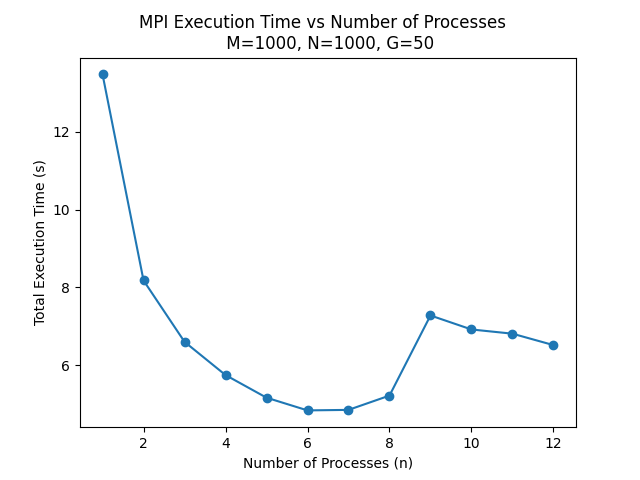 MPI Execution Time vs Number of Processes
M=1000, N=1000, G=50
Total Execution Time (s)
12
10
8
6
2 4 6 8 10 12
Number of Processes (n)